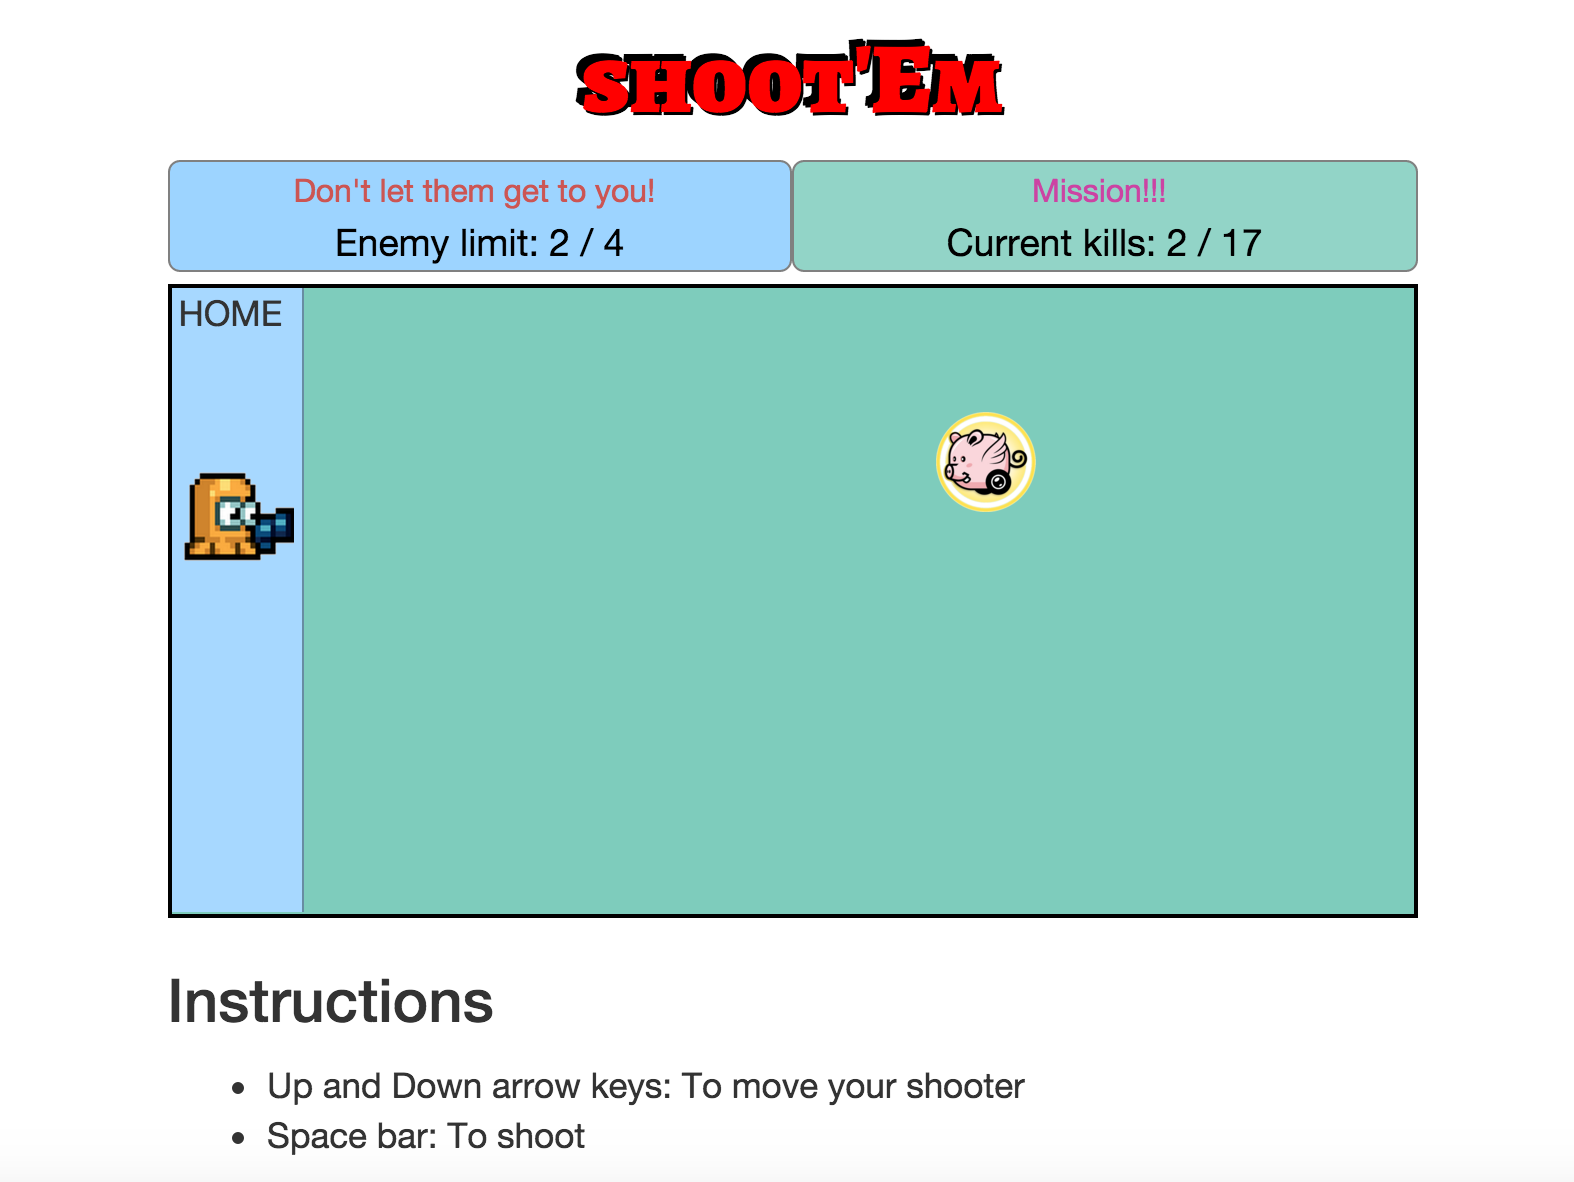 SHOOT'EM
Don't let them get to you!
Enemy limit: 2 / 4
Mission!!!
Current kills: 2 / 17
HOME
Instructions
• Up and Down arrow keys: To move your shooter
• Space bar: To shoot